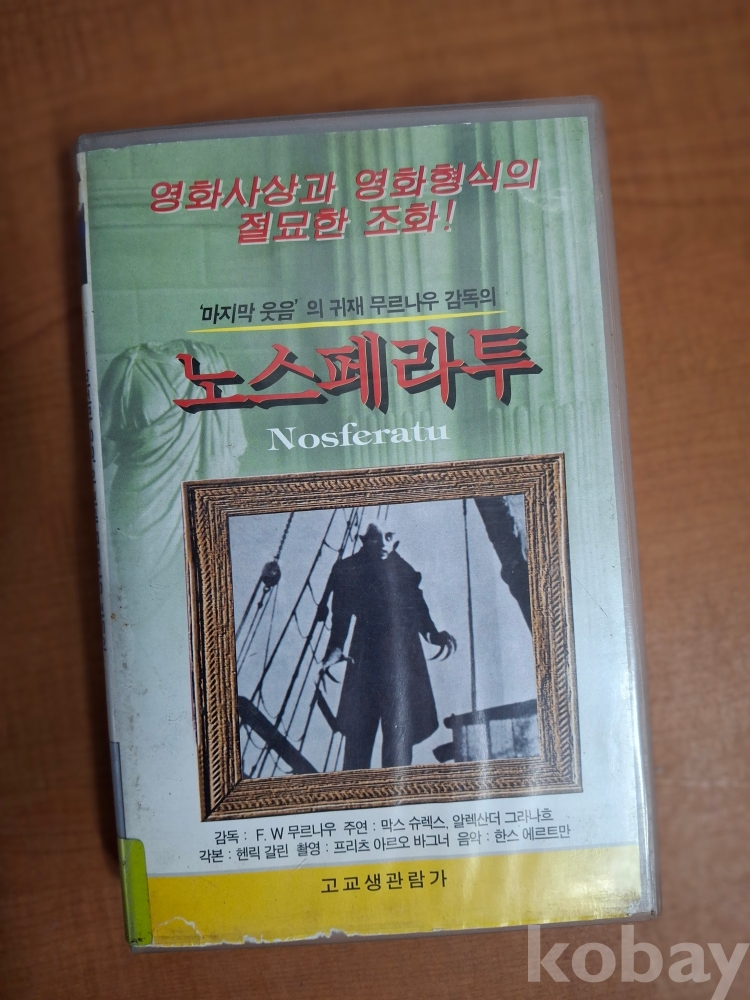 영화사상과 영화형식의
절묘한 조화!
'마지막 웃음' 의 귀재 무르나우 감독의
노스페라투
Nosferatu
감독 : F. W 무르나우 주연 : 막스 슈렉스, 알렉산더 그라나흐
각본 : 헨릭 갈린 촬영 : 프리츠 아르오 바그너 음악 : 한스 에르트만
고교생관람가
kobay